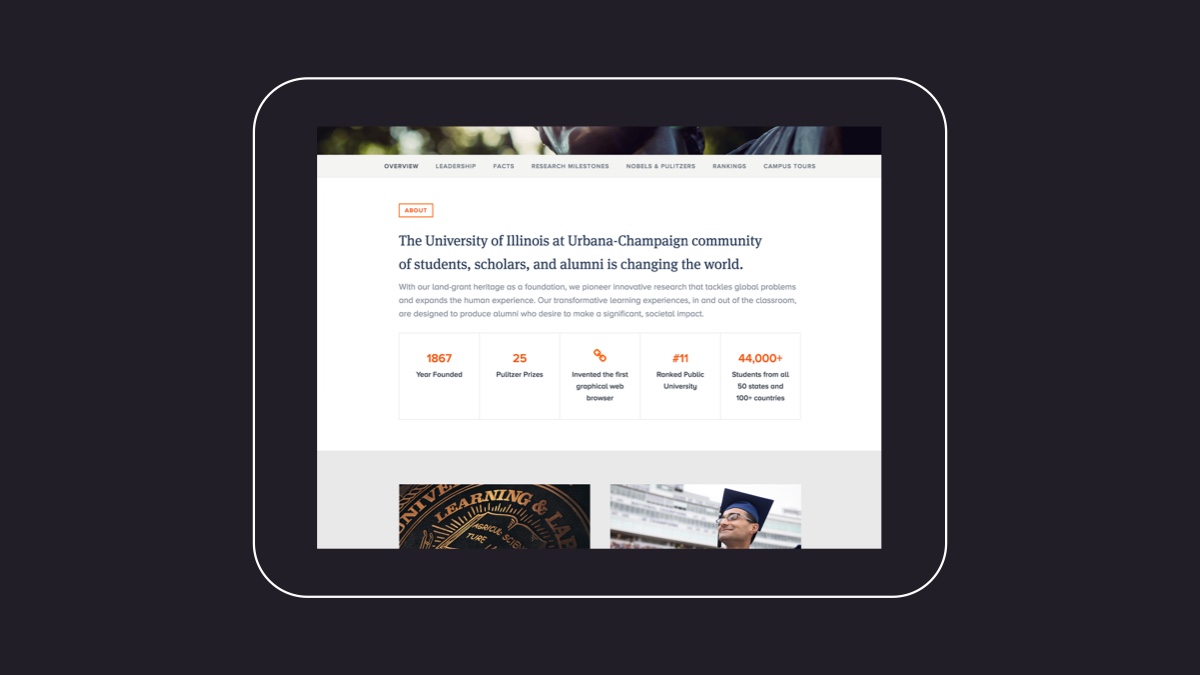 OVERVIEW LEADERSHIP FACTS RESEARCH MILESTONES NOBELS & PULITZERS RANKINGS CAMPUS TOURS
ABOUT
The University of Illinois at Urbana-Champaign community
of students, scholars, and alumni is changing the world.
With our land-grant heritage as a foundation, we pioneer innovative research that tackles global problems
and expands the human experience. Our transformative learning experiences, in and out of the classroom,
are designed to produce alumni who desire to make a significant, societal impact.
1867
Year Founded
25
Pulitzer Prizes
Invented the first
graphical web
browser
#11
Ranked Public
University
44,000+
Students from all
50 states and
100+ countries
LEARNING &
AGRICUL
TURE